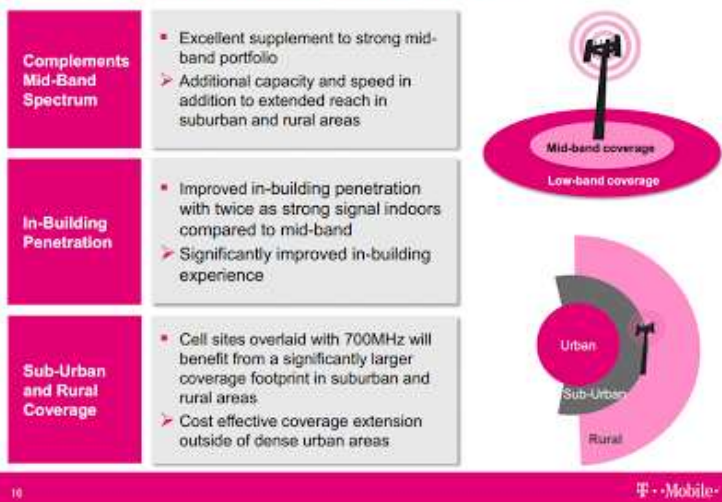 Complements
Mid-Band
Spectrum
▪ Excellent supplement to strong mid-
band portfolio
➢ Additional capacity and speed in
addition to extended reach in
suburban and rural areas
Mid-band coverage
Low-band coverage
In-Building
Penetration
▪ Improved in-building penetration
with twice as strong signal indoors
compared to mid-band
➢ Significantly improved in-building
experience
Sub-Urban
and Rural
Coverage
▪ Cell sites overlaid with 700MHz will
benefit from a significantly larger
coverage footprint in suburban and
rural areas
➢ Cost effective coverage extension
outside of dense urban areas
Urban
Sub-Urban
Rural
T··Mobile·